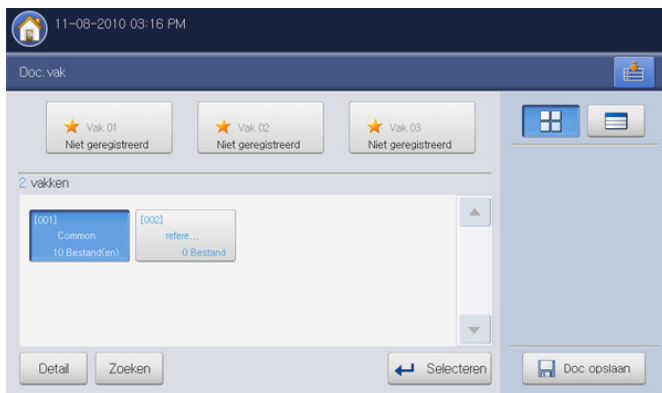 11-08-2010 03:16 PM
Doc.vak
Vak 01
Niet geregistreerd
Vak 02
Niet geregistreerd
Vak 03
Niet geregistreerd
2 vakken
[001]
Common
10 Bestand(en)
[002]
refere...
0 Bestand
Detail
Zoeken
Selecteren
Doc opslaan